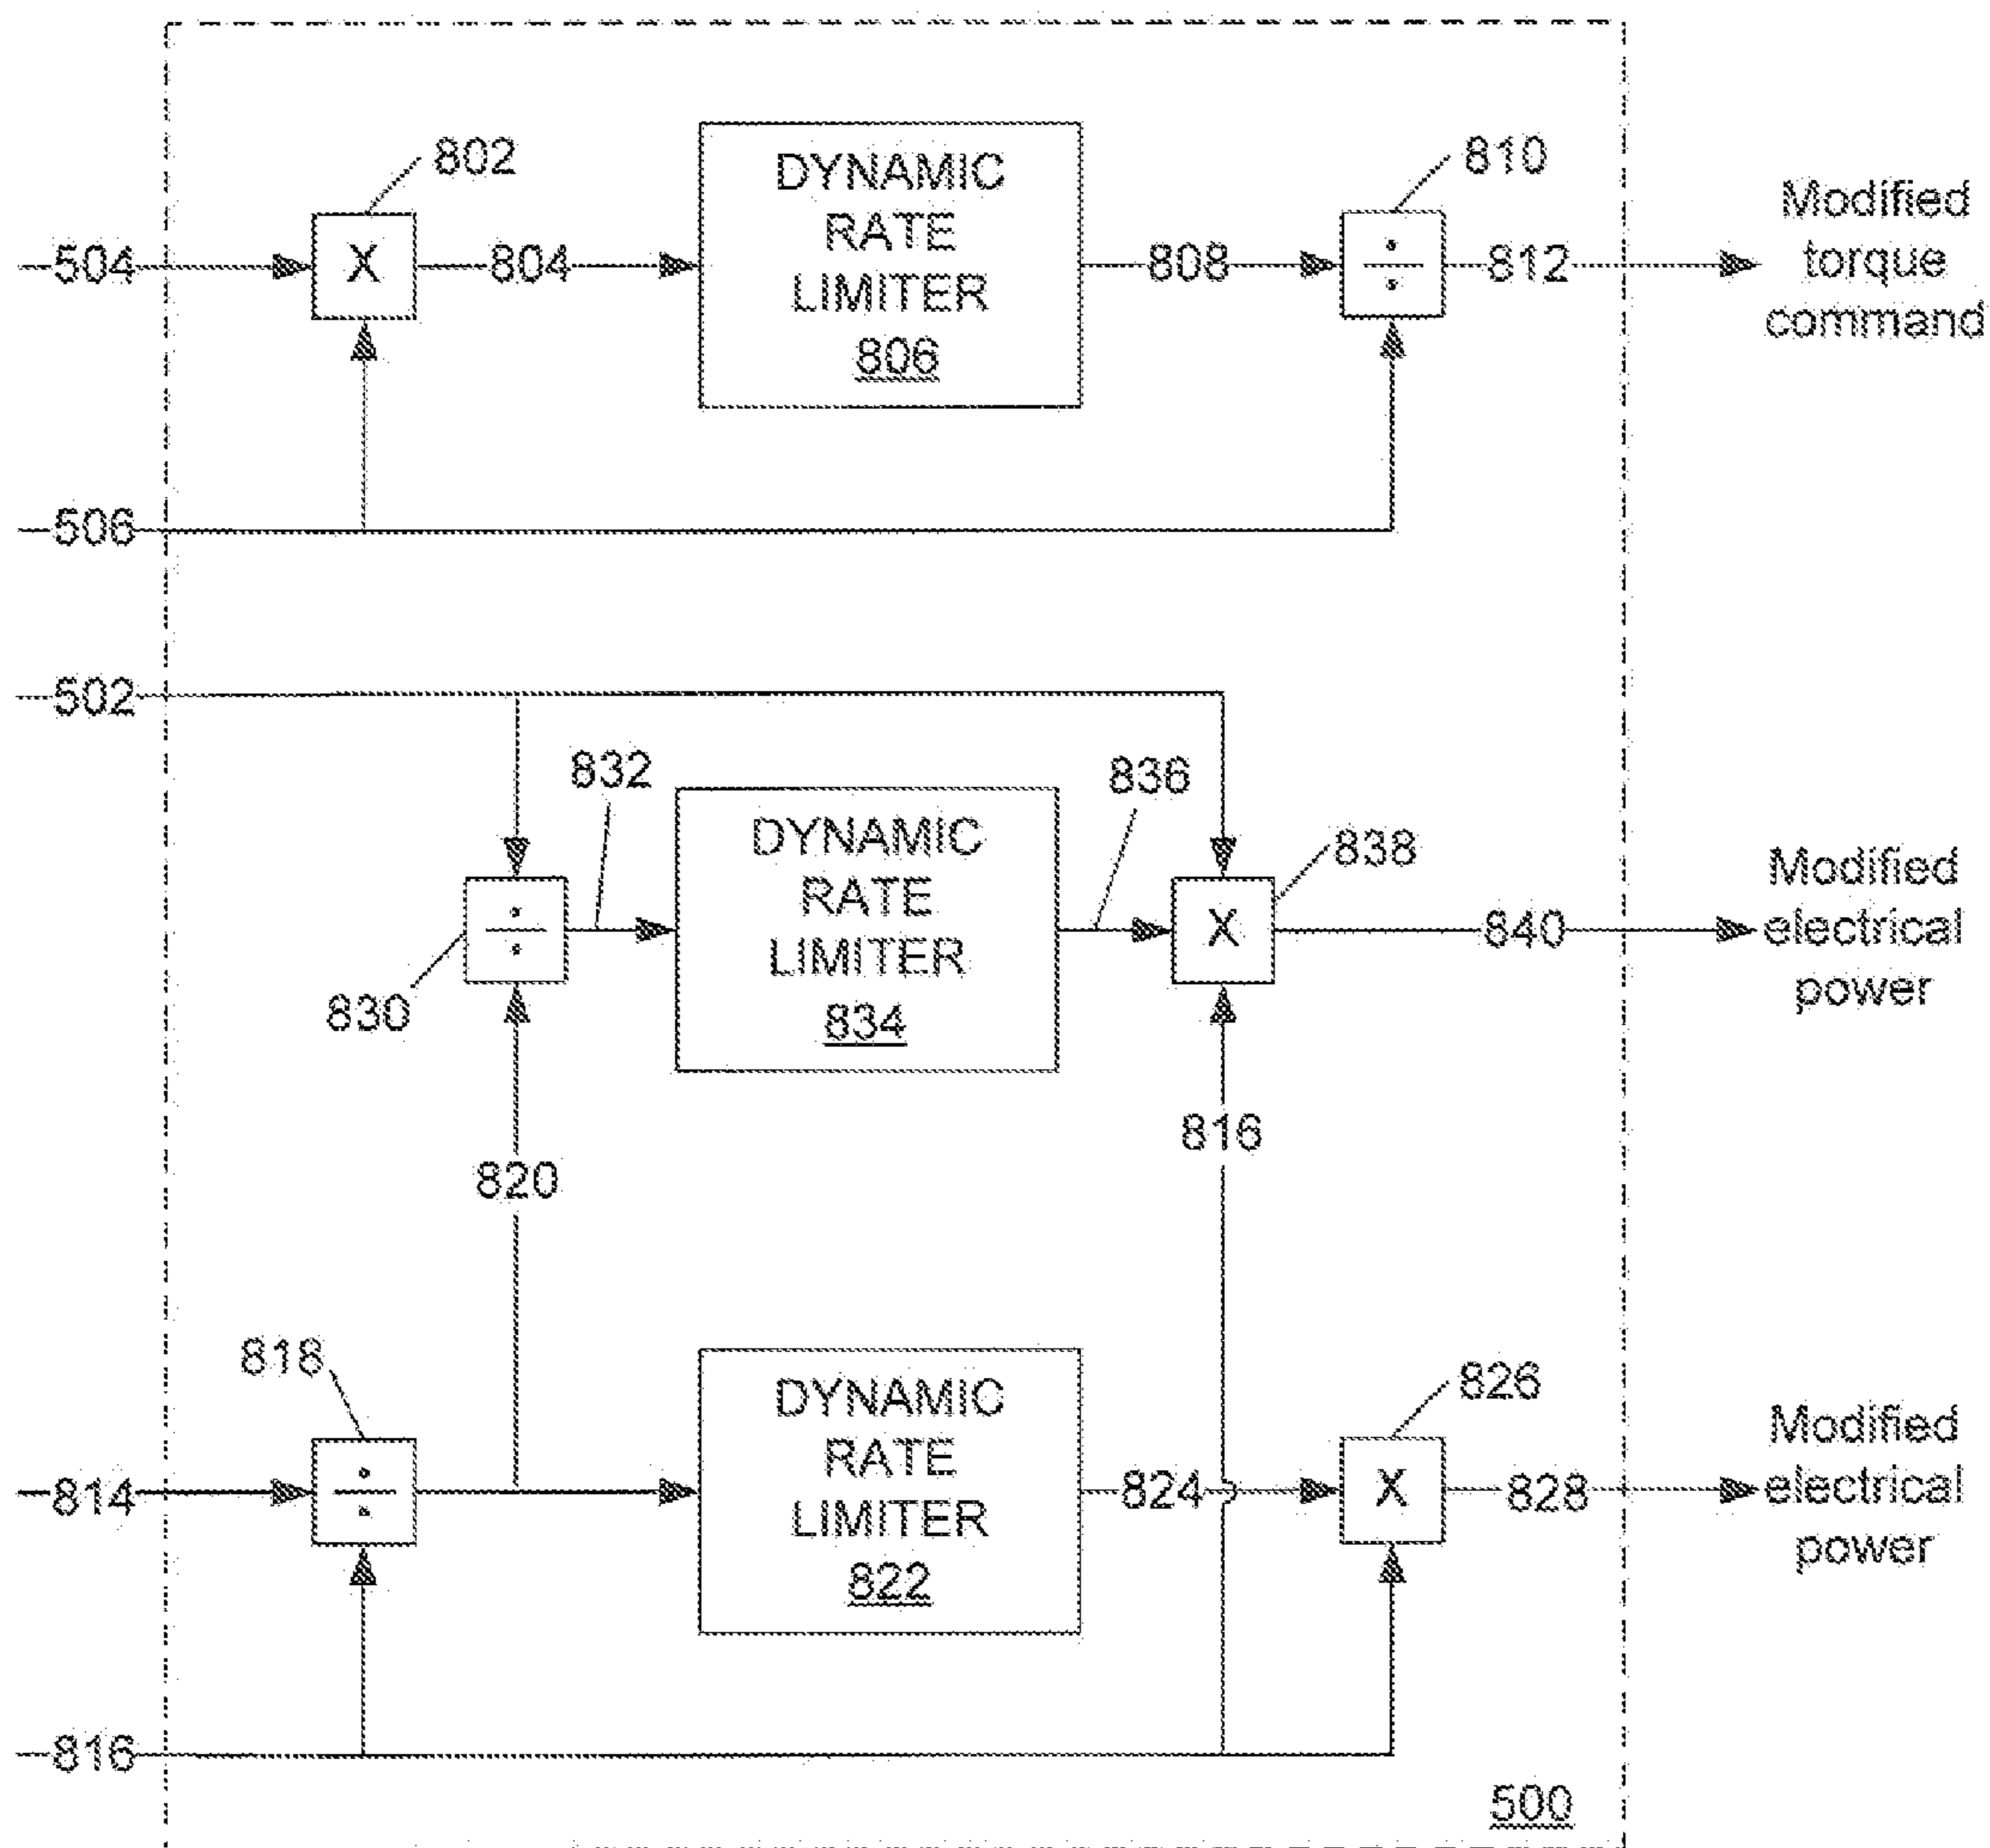 802
DYNAMIC
RATE
LIMITER
806
810
Modified
torque
command
504
X
804
808
÷
812
506
502
832
DYNAMIC
RATE
LIMITER
834
836
838
Modified
electrical
power
÷
X
840
830
820
816
818
DYNAMIC
RATE
LIMITER
822
826
Modified
electrical
power
814
÷
824
X
828
816
500